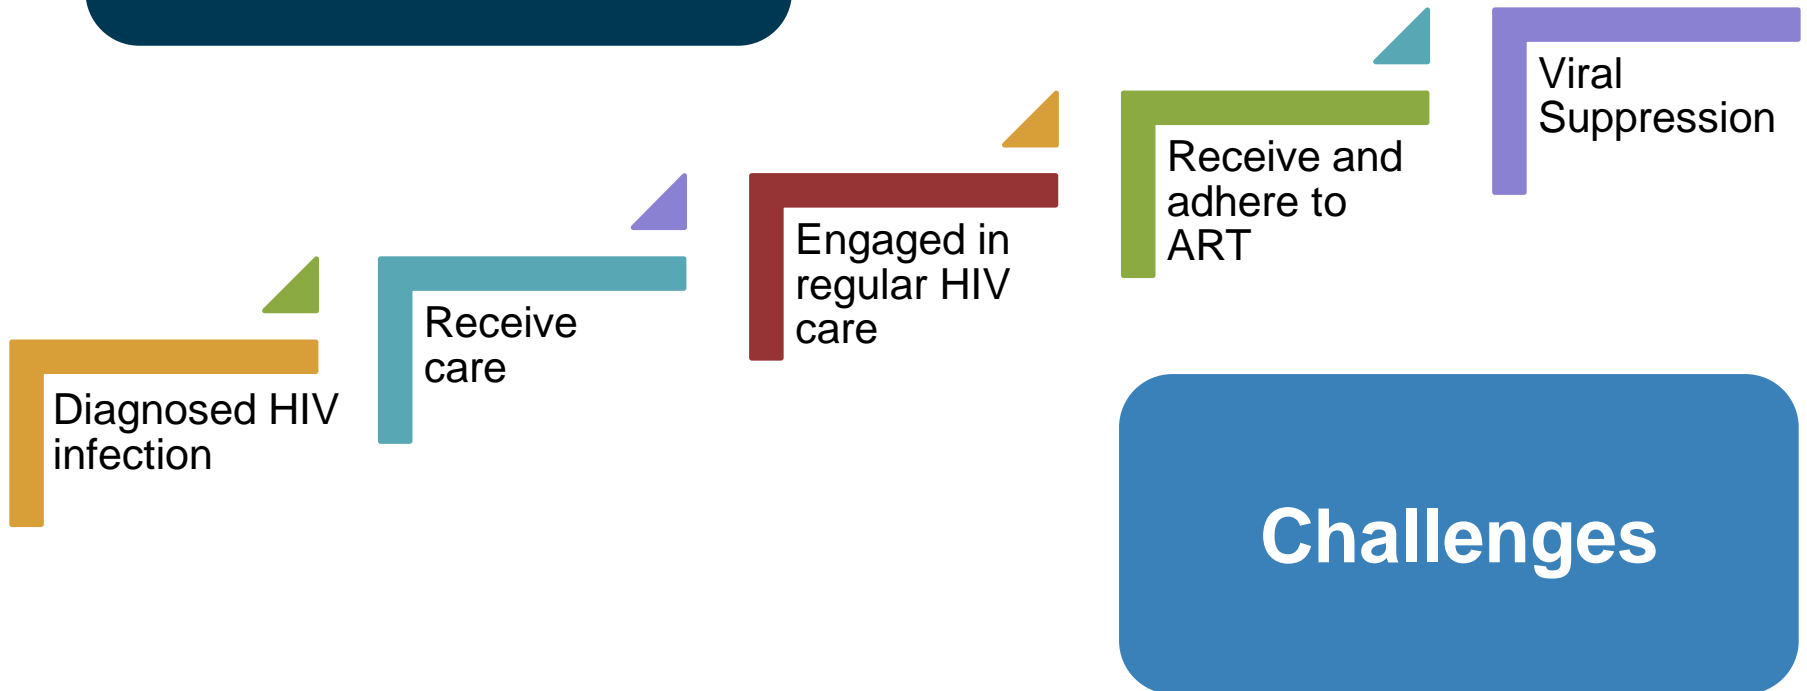 Diagnosed HIV
infection
Receive
care
Engaged in
regular HIV
care
Receive and
adhere to
ART
Viral
Suppression
Challenges